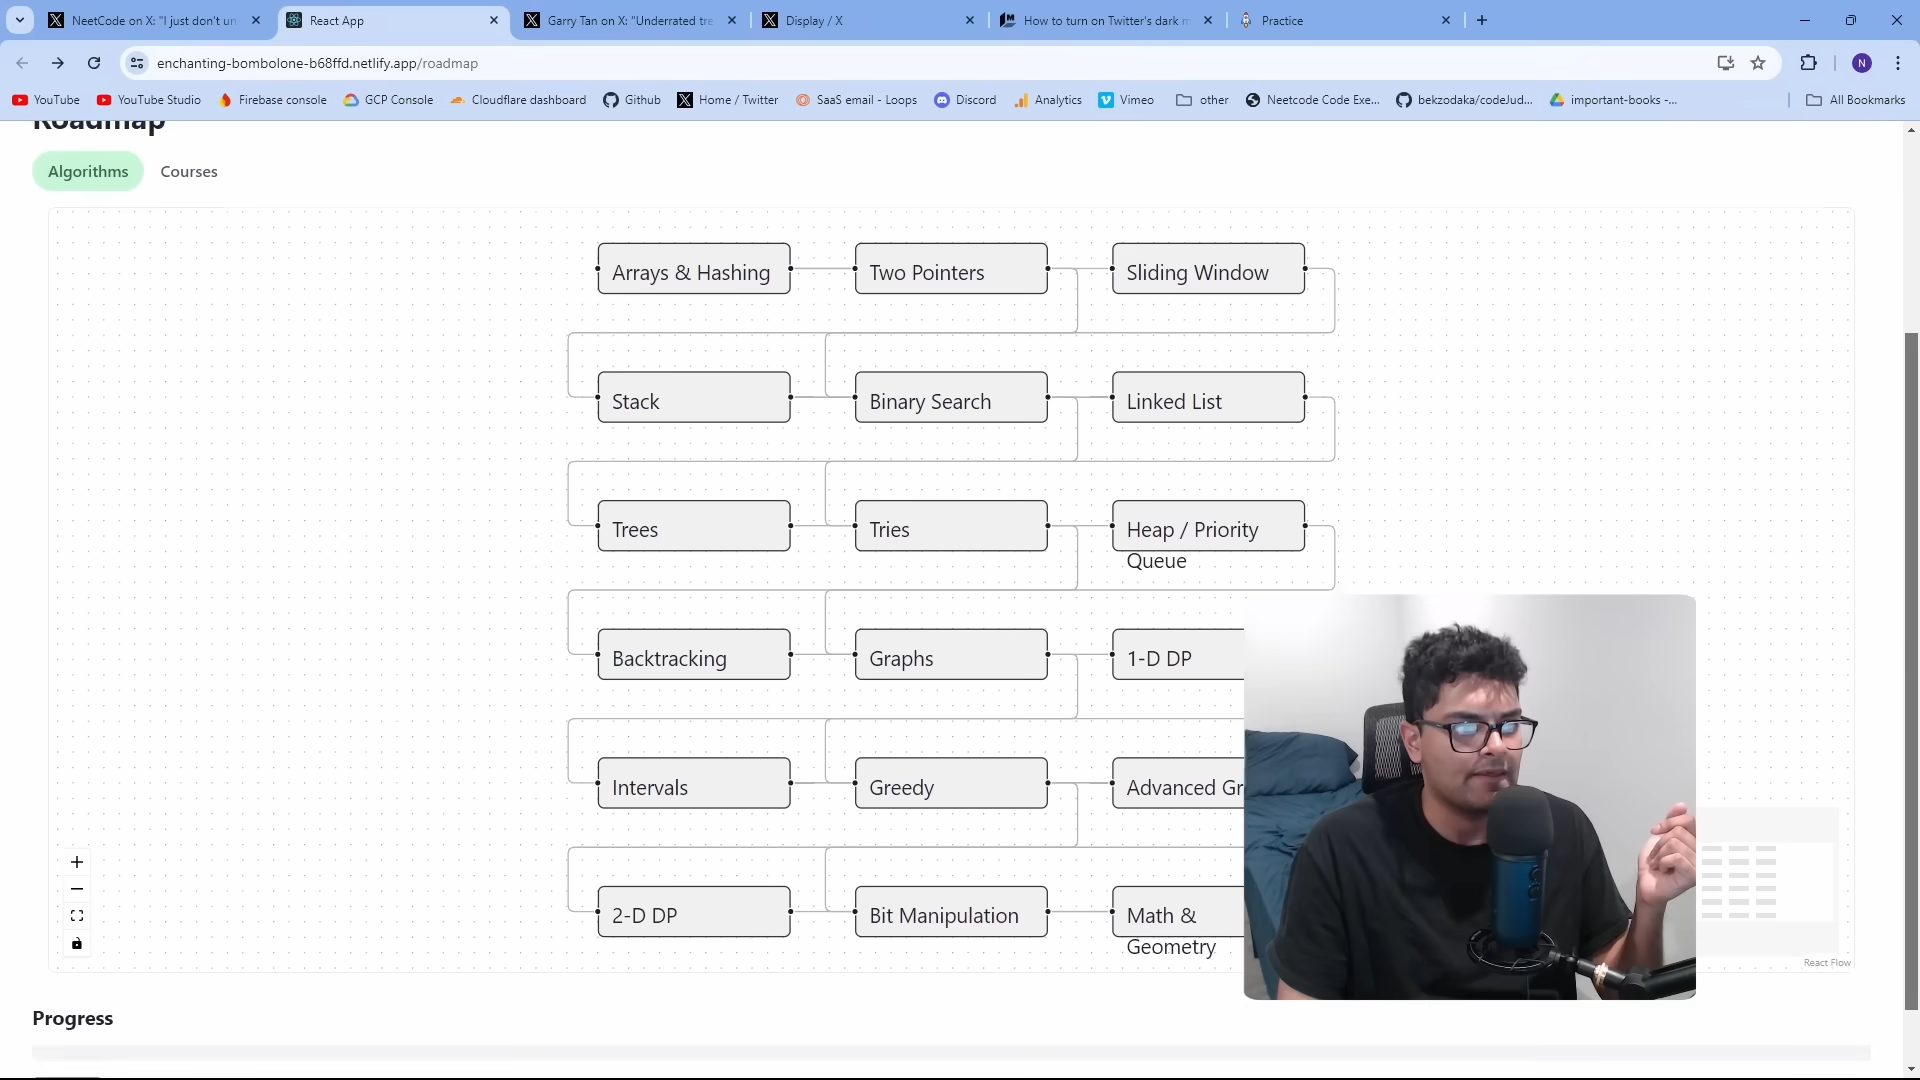 NeetCode on X: "I just don't un
React App
Garry Tan on X: "Underrated tre
Display / X
How to turn on Twitter's dark m
Practice
enchanting-bombolone-b68ffd.netlify.app/roadmap
N
YouTube
YouTube Studio
Firebase console
GCP Console
Cloudflare dashboard
Github
Home / Twitter
SaaS email - Loops
Discord
Analytics
Vimeo
other
Neetcode Code Exe...
bekzodaka/codeJud...
important-books -...
All Bookmarks
Roadmap
Algorithms
Courses
Arrays & Hashing
Two Pointers
Sliding Window
Stack
Binary Search
Linked List
Trees
Tries
Heap / Priority
Queue
Backtracking
Graphs
1-D DP
Intervals
Greedy
Advanced Gr
2-D DP
Bit Manipulation
Math &
Geometry
React Flow
Progress